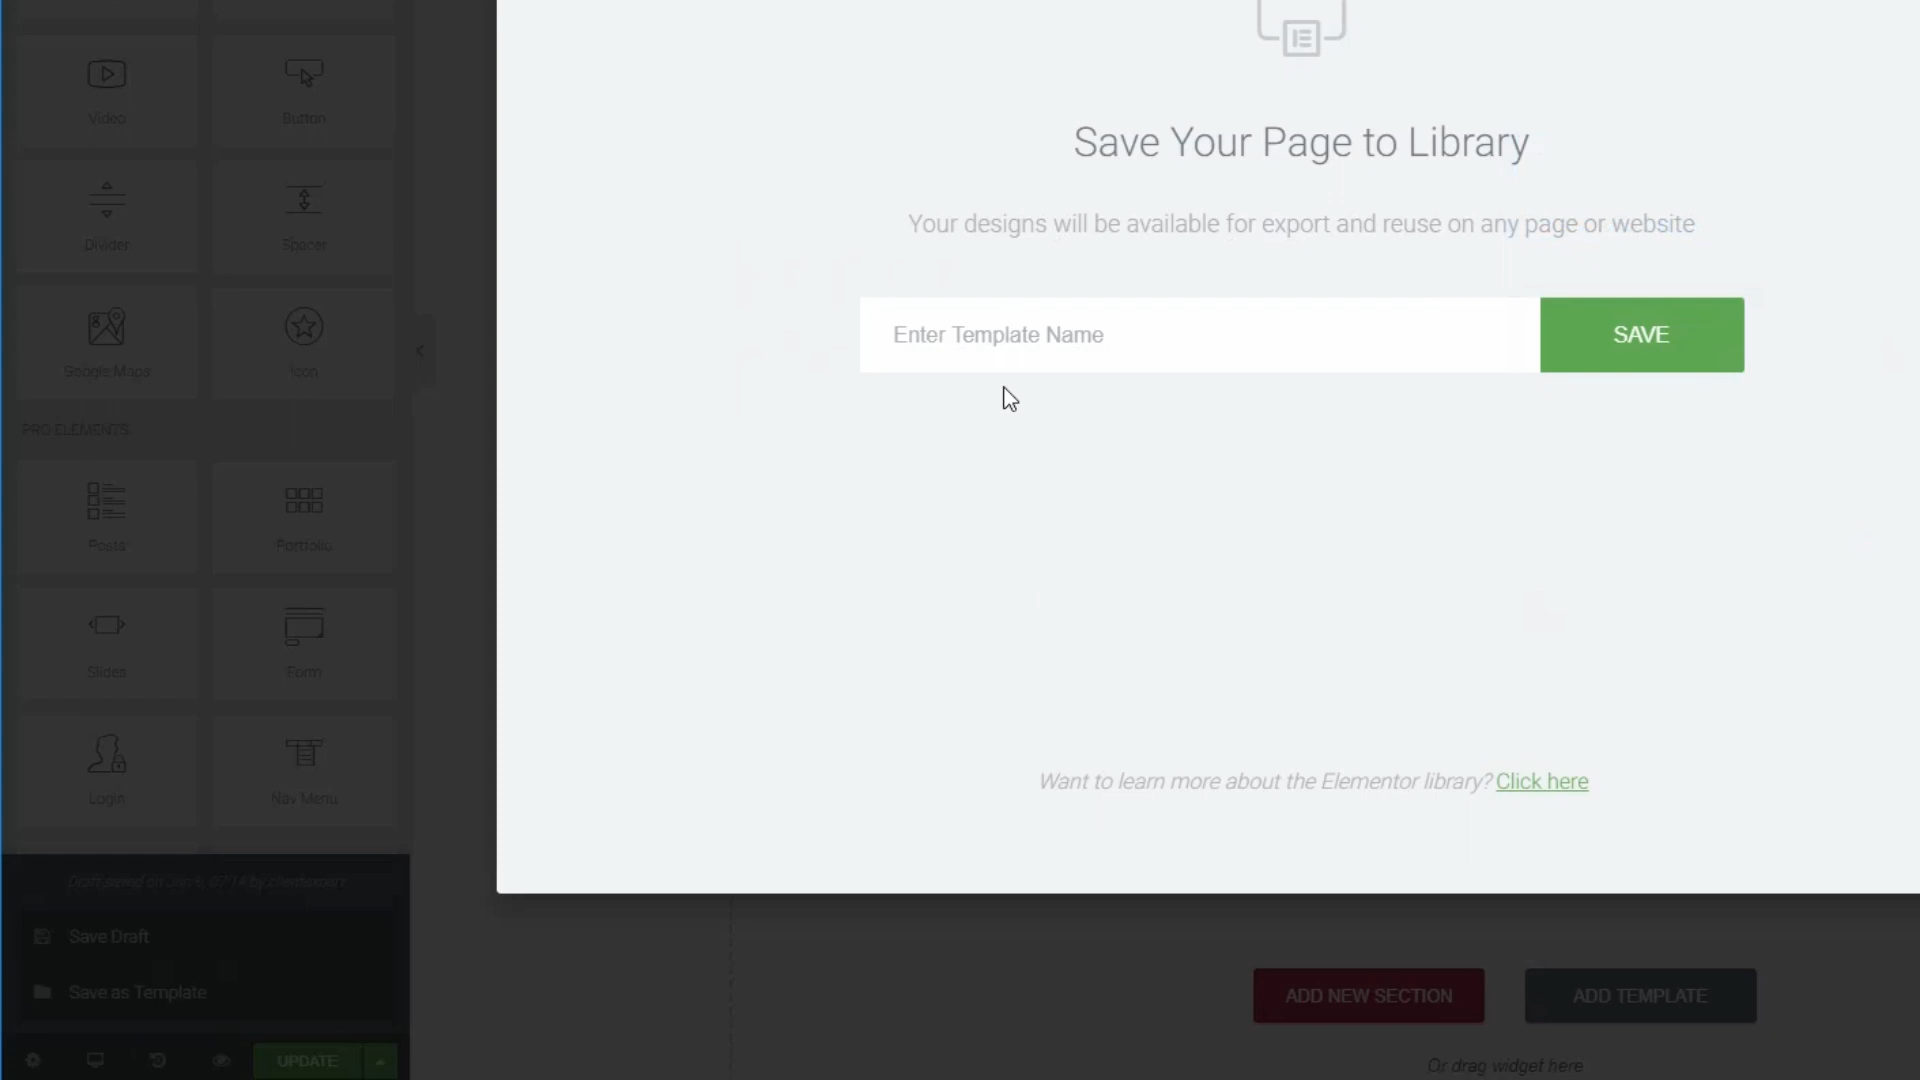 Video
Button
Divider
Spacer
Google Maps
Icon
PRO ELEMENTS
Posts
Portfolio
Slides
Form
Login
Nav Menu
Save Draft
Save as Template
UPDATE
Save Your Page to Library
Your designs will be available for export and reuse on any page or website
Enter Template Name
SAVE
Want to learn more about the Elementor library? Click here
ADD NEW SECTION
ADD TEMPLATE
Or drag widget here